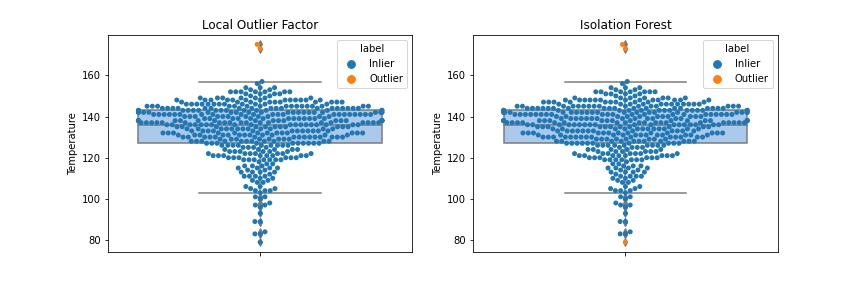 Local Outlier Factor
Temperature
160
140
120
100
80
label
Inlier
Outlier
Isolation Forest
Temperature
160
140
120
100
80
label
Inlier
Outlier